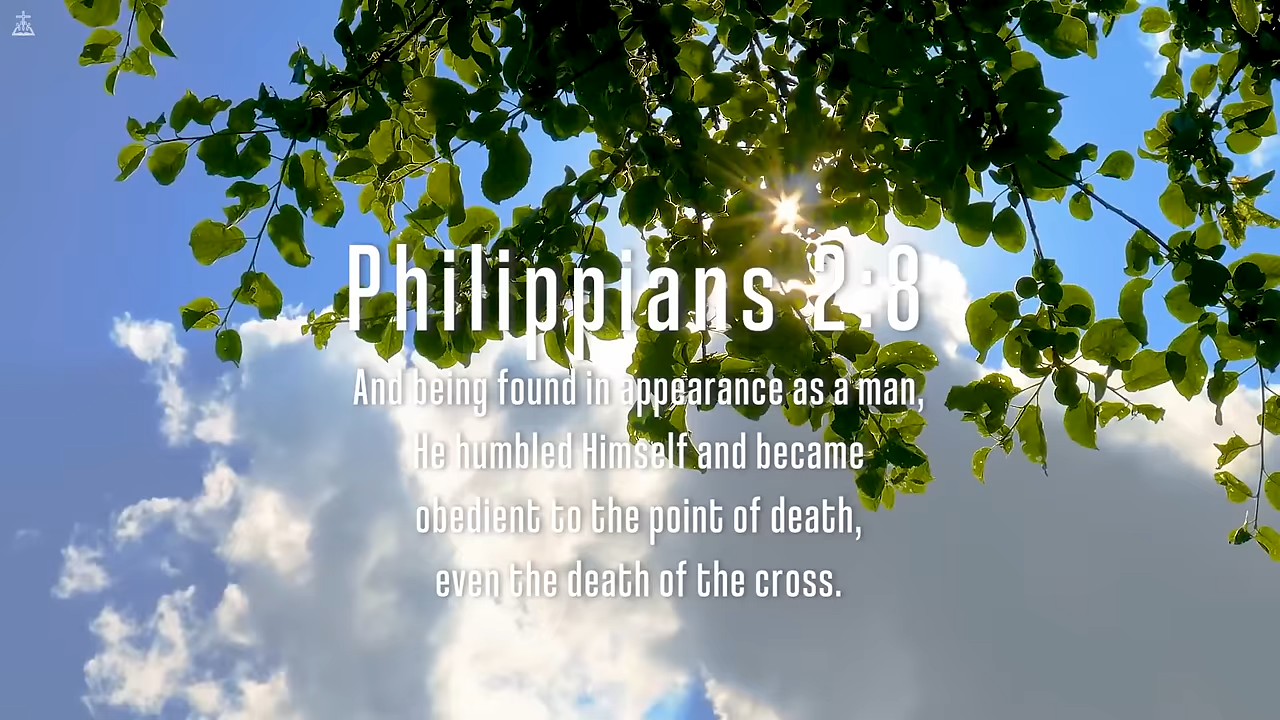 Philippians 2:8
And being found in appearance as a man,
He humbled Himself and became
obedient to the point of death,
even the death of the cross.